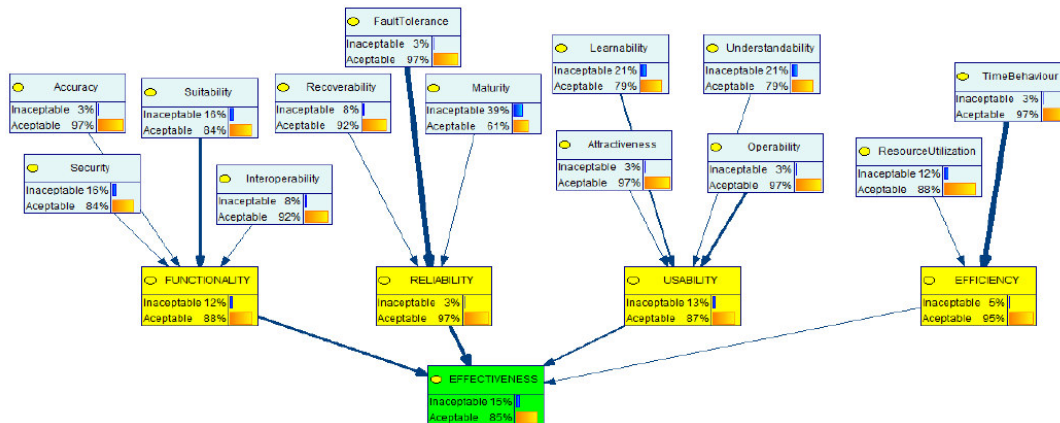 FaultTolerance
Inaceptable 3%
Aceptable 97%
Learnability
Inaceptable 21%
Aceptable 79%
Understandability
Inaceptable 21%
Aceptable 79%
TimeBehaviour
Inaceptable 3%
Aceptable 97%
Accuracy
Inaceptable 3%
Aceptable 97%
Suitability
Inaceptable 16%
Aceptable 84%
Recoverability
Inaceptable 8%
Aceptable 92%
Maturity
Inaceptable 39%
Aceptable 61%
Attractiveness
Inaceptable 3%
Aceptable 97%
Operability
Inaceptable 3%
Aceptable 97%
ResourceUtilization
Inaceptable 12%
Aceptable 88%
Security
Inaceptable 16%
Aceptable 84%
Interoperability
Inaceptable 8%
Aceptable 92%
FUNCTIONALITY
Inaceptable 12%
Aceptable 88%
RELIABILITY
Inaceptable 3%
Aceptable 97%
USABILITY
Inaceptable 13%
Aceptable 87%
EFFICIENCY
Inaceptable 5%
Aceptable 95%
EFFECTIVENESS
Inaceptable 15%
Aceptable 85%